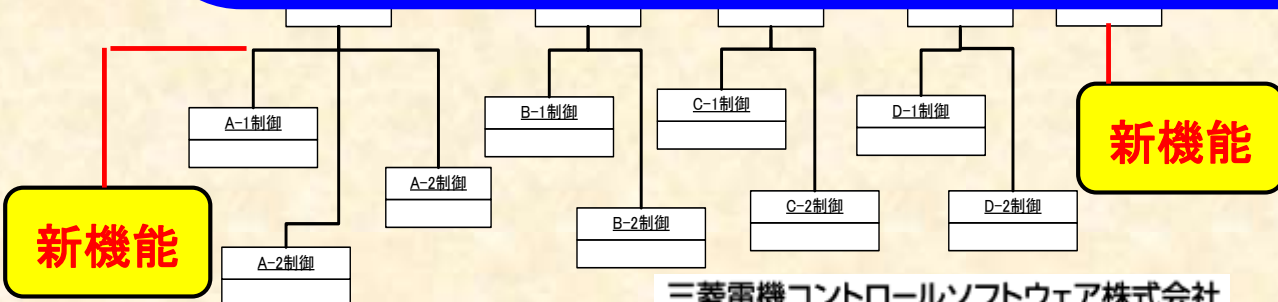 A-1制御
B-1制御
C-1制御
D-1制御
新機能
A-2制御
C-2制御
D-2制御
B-2制御
新機能
A-2制御
三菱電機コントロールソフトウェア株式会社